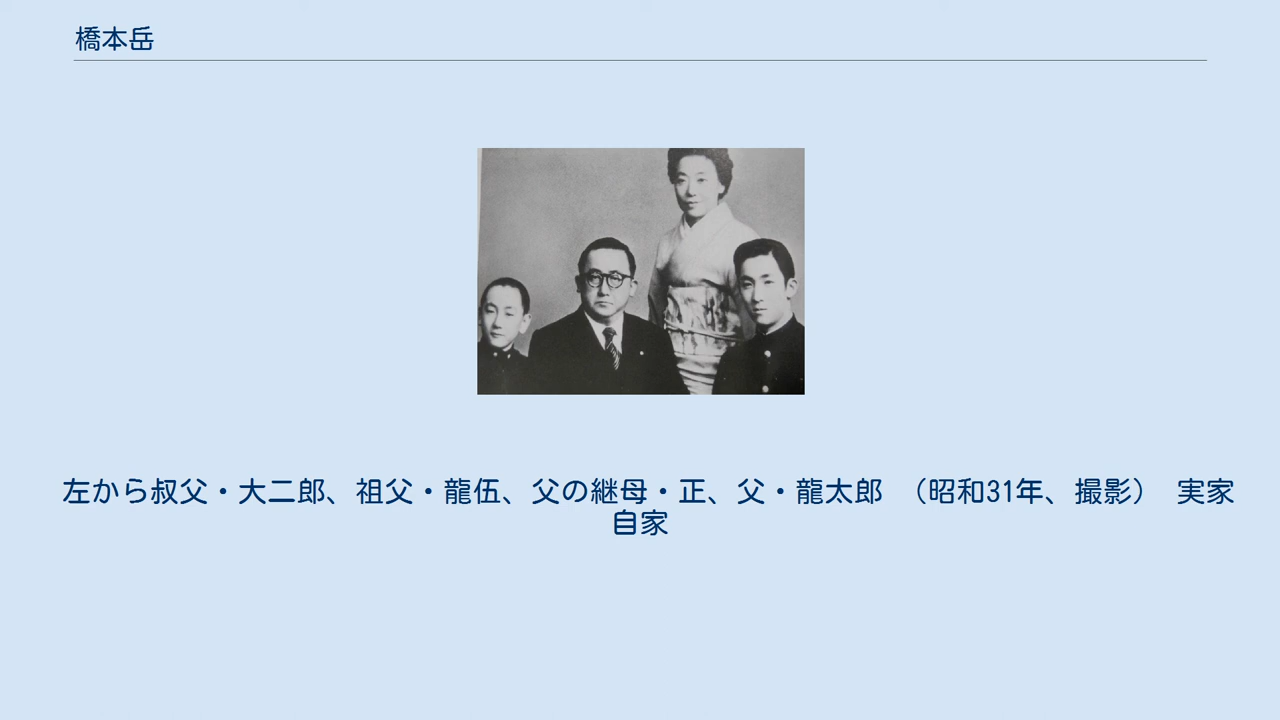 橋本岳
左から叔父・大二郎、祖父・龍伍、父の継母・正、父・龍太郎 （昭和31年、撮影） 実家
自家